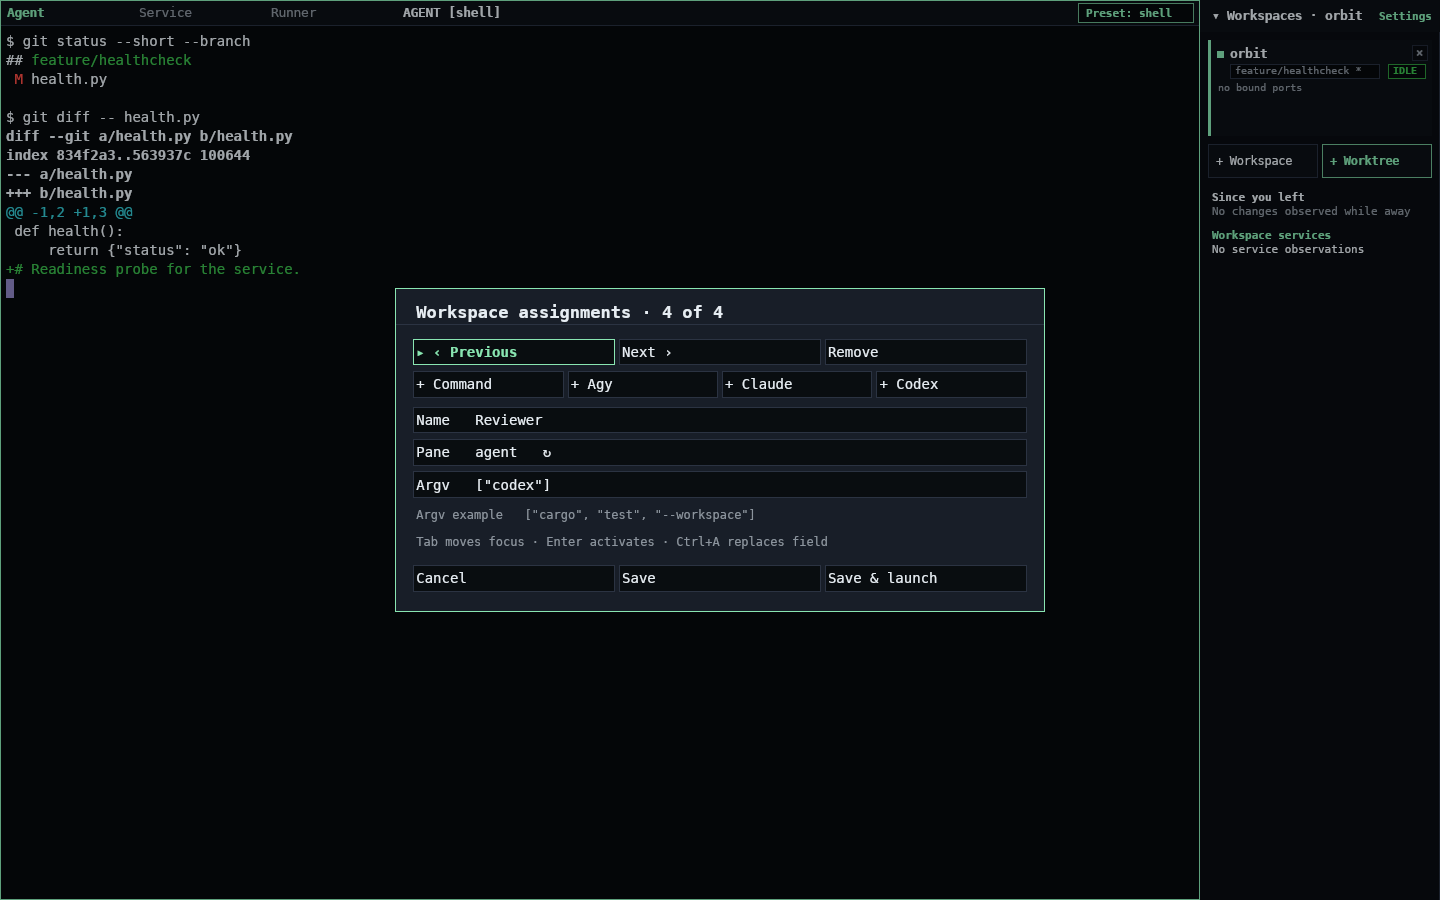 Agent Service Runner AGENT [shell] Preset: shell
$ git status --short --branch
## feature/healthcheck
 M health.py
$ git diff -- health.py
diff --git a/health.py b/health.py
index 834f2a3..563937c 100644
--- a/health.py
+++ b/health.py
@@ -1,2 +1,3 @@
 def health():
     return {"status": "ok"}
+# Readiness probe for the service.
Workspace assignments · 4 of 4
▸ ‹ Previous Next › Remove
+ Command + Agy + Claude + Codex
Name Reviewer
Pane agent ↻
Argv ["codex"]
Argv example ["cargo", "test", "--workspace"]
Tab moves focus · Enter activates · Ctrl+A replaces field
Cancel Save Save & launch
▾ Workspaces · orbit Settings
orbit ×
feature/healthcheck * IDLE
no bound ports
+ Workspace + Worktree
Since you left
No changes observed while away
Workspace services
No service observations